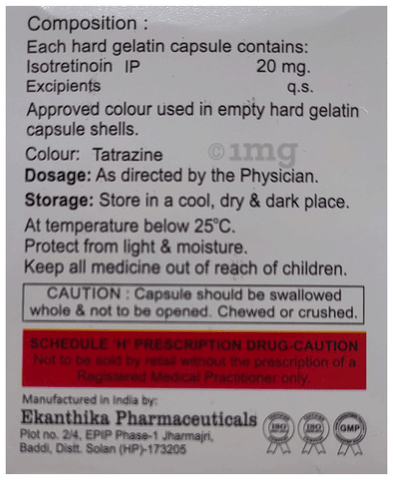 Composition :
Each hard gelatin capsule contains:
Isotretinoin IP 20 mg.
Excipients q.s.
Approved colour used in empty hard gelatin
capsule shells.
Colour: Tatrazine
©1mg
Dosage: As directed by the Physician.
Storage: Store in a cool, dry & dark place.
At temperature below 25°C.
Protect from light & moisture.
Keep all medicine out of reach of children.
CAUTION : Capsule should be swallowed
whole & not to be opened. Chewed or crushed.
SCHEDULE 'H' PRESCRIPTION DRUG-CAUTION
Not to be sold by retail without the prescription of a
Registered Medical Practitioner only.
Manufactured in India by:
Ekanthika Pharmaceuticals
Plot no. 2/4, EPIP Phase-1 Jharmajri,
Baddi, Distt. Solan (HP)-173205
ISO ISO GMP